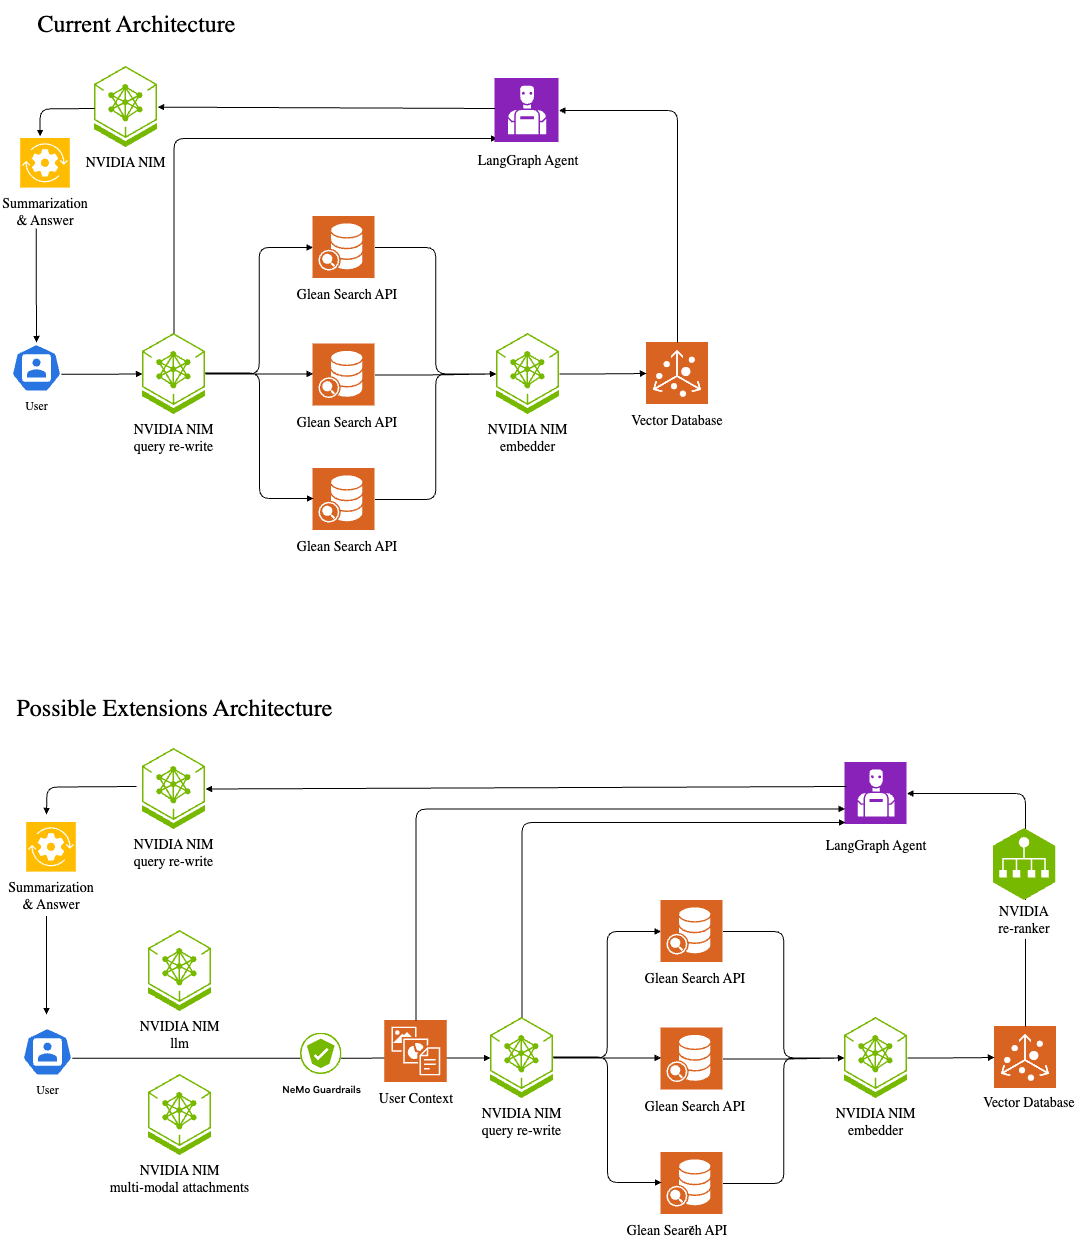 Current Architecture
NVIDIA NIM
LangGraph Agent
Summarization
& Answer
Glean Search API
User
NVIDIA NIM
query re-write
Glean Search API
NVIDIA NIM
embedder
Vector Database
Glean Search API
Possible Extensions Architecture
NVIDIA NIM
query re-write
LangGraph Agent
Summarization
& Answer
NVIDIA
re-ranker
Glean Search API
NVIDIA NIM
llm
User
NeMo Guardrails
User Context
NVIDIA NIM
query re-write
Glean Search API
NVIDIA NIM
embedder
Vector Database
NVIDIA NIM
multi-modal attachments
Glean Search API